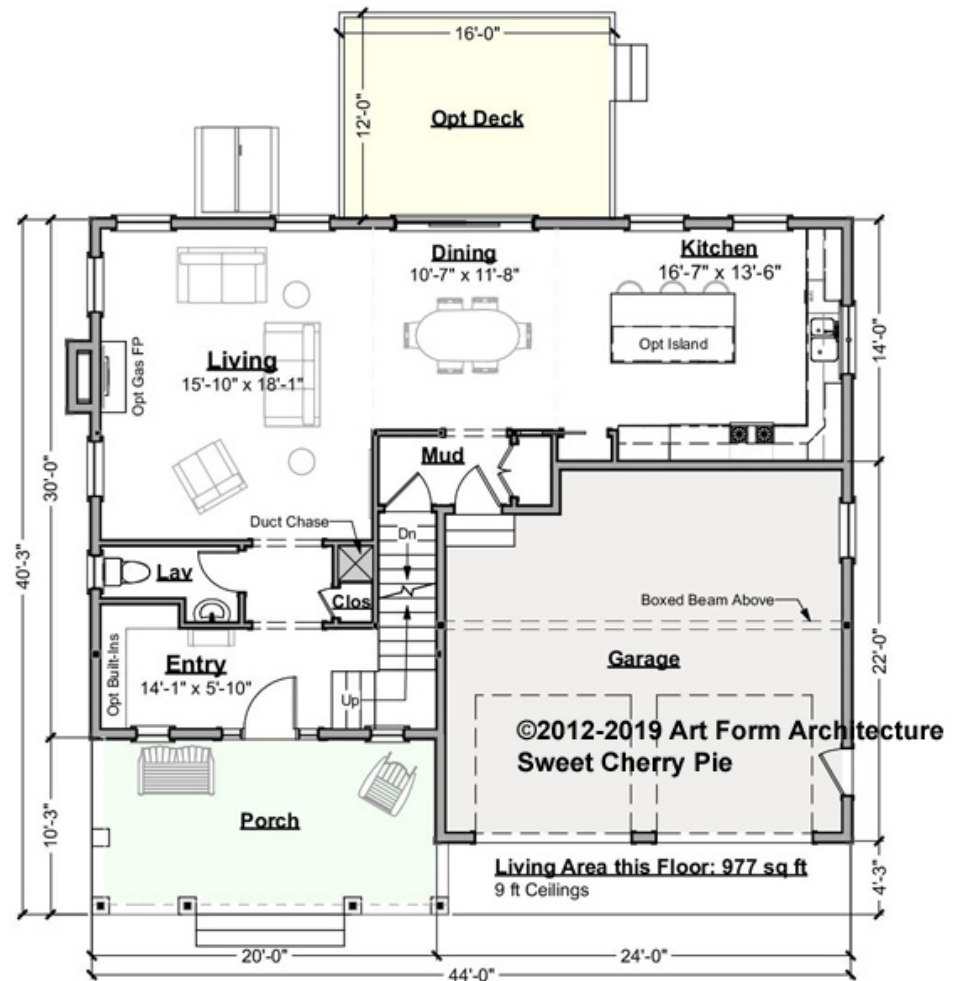 16'-0"
12'-0"
Opt Deck
Dining
10'-7" x 11'-8"
Kitchen
16'-7" x 13'-6"
Opt Island
Living
15'-10" x 18'-1"
Opt Gas FP
14'-0"
Mud
30'-0"
40'-3"
Duct Chase
Dn
Lav
Clos
Boxed Beam Above
Entry
14'-1" x 5'-10"
Opt Built-Ins
Up
Garage
22'-0"
©2012-2019 Art Form Architecture
Sweet Cherry Pie
Porch
10'-3"
Living Area this Floor: 977 sq ft
9 ft Ceilings
4'-3"
20'-0"
24'-0"
44'-0"